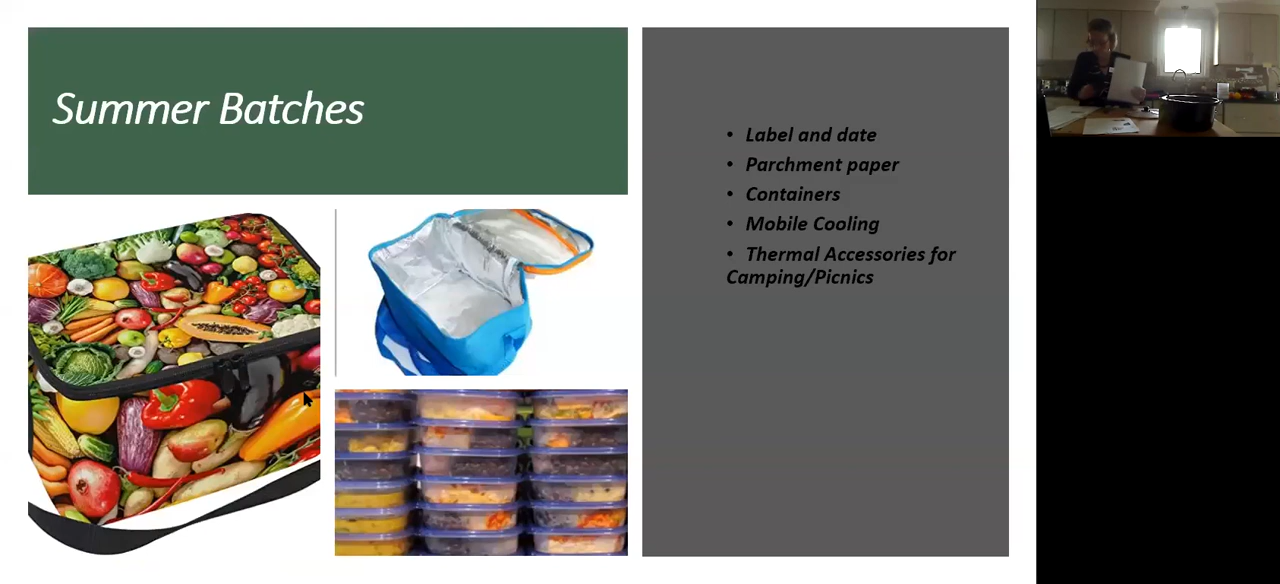 Summer Batches
• Label and date
• Parchment paper
• Containers
• Mobile Cooling
• Thermal Accessories for
Camping/Picnics